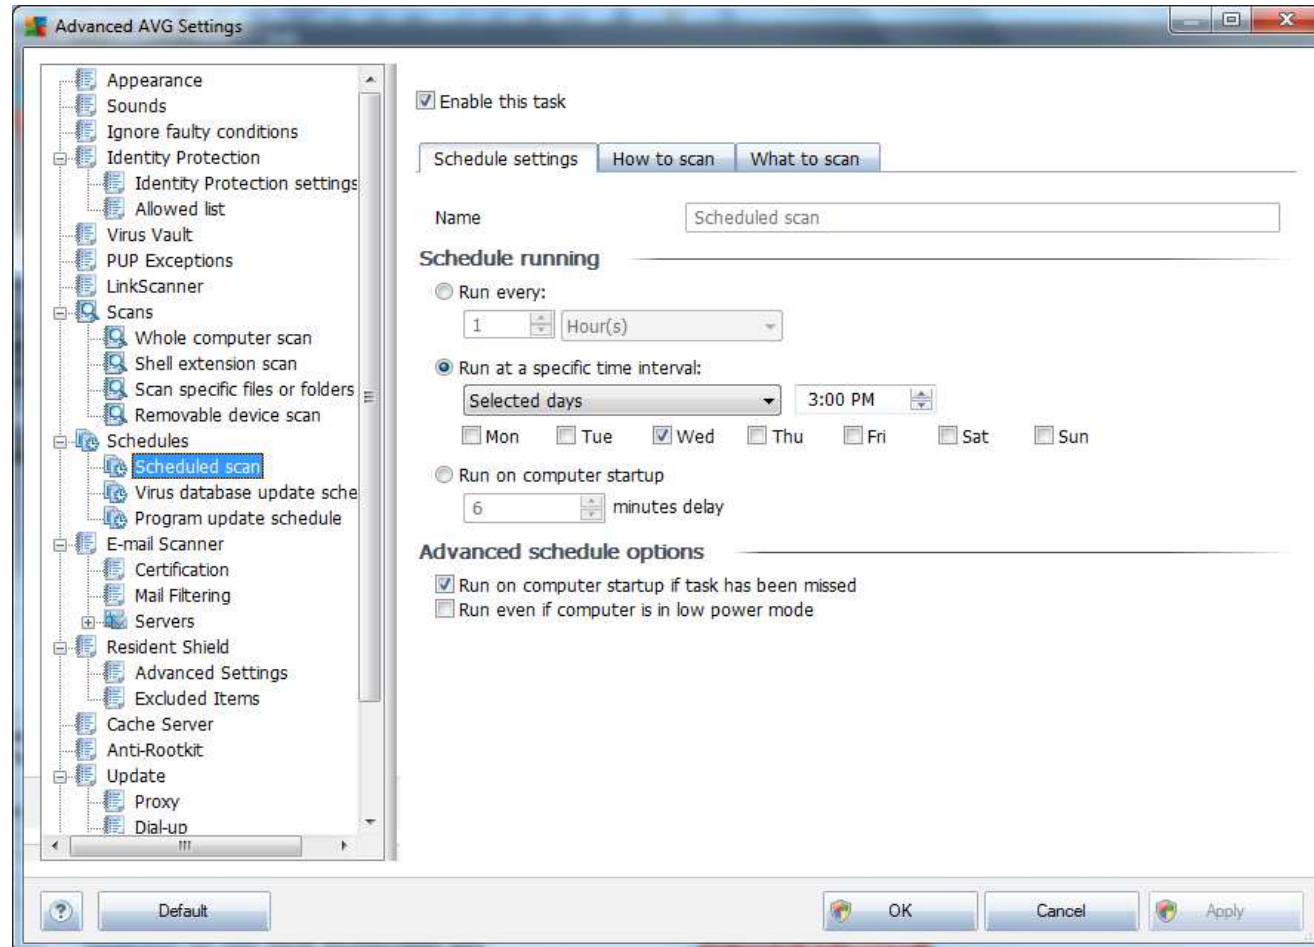 Advanced AVG Settings
Appearance
Sounds
Ignore faulty conditions
Identity Protection
Identity Protection settings
Allowed list
Virus Vault
PUP Exceptions
LinkScanner
Scans
Whole computer scan
Shell extension scan
Scan specific files or folders
Removable device scan
Schedules
Scheduled scan
Virus database update sche
Program update schedule
E-mail Scanner
Certification
Mail Filtering
Servers
Resident Shield
Advanced Settings
Excluded Items
Cache Server
Anti-Rootkit
Update
Proxy
Dial-up
Enable this task
Schedule settings How to scan What to scan
Name Scheduled scan
Schedule running
Run every:
1 Hour(s)
Run at a specific time interval:
Selected days 3:00 PM
Mon Tue Wed Thu Fri Sat Sun
Run on computer startup
6 minutes delay
Advanced schedule options
Run on computer startup if task has been missed
Run even if computer is in low power mode
? Default OK Cancel Apply